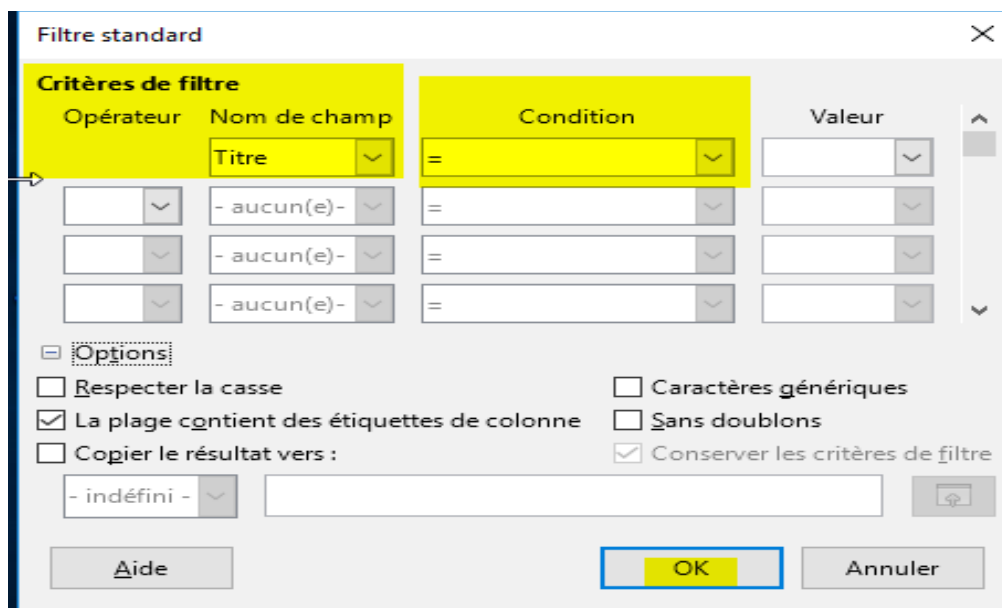 Filtre standard
Critères de filtre
Opérateur Nom de champ Condition Valeur
Titre =
- aucun(e)- =
- aucun(e)- =
- aucun(e)- =
Options
Respecter la casse Caractères génériques
La plage contient des étiquettes de colonne Sans doublons
Copier le résultat vers : Conserver les critères de filtre
- indéfini -
Aide OK Annuler